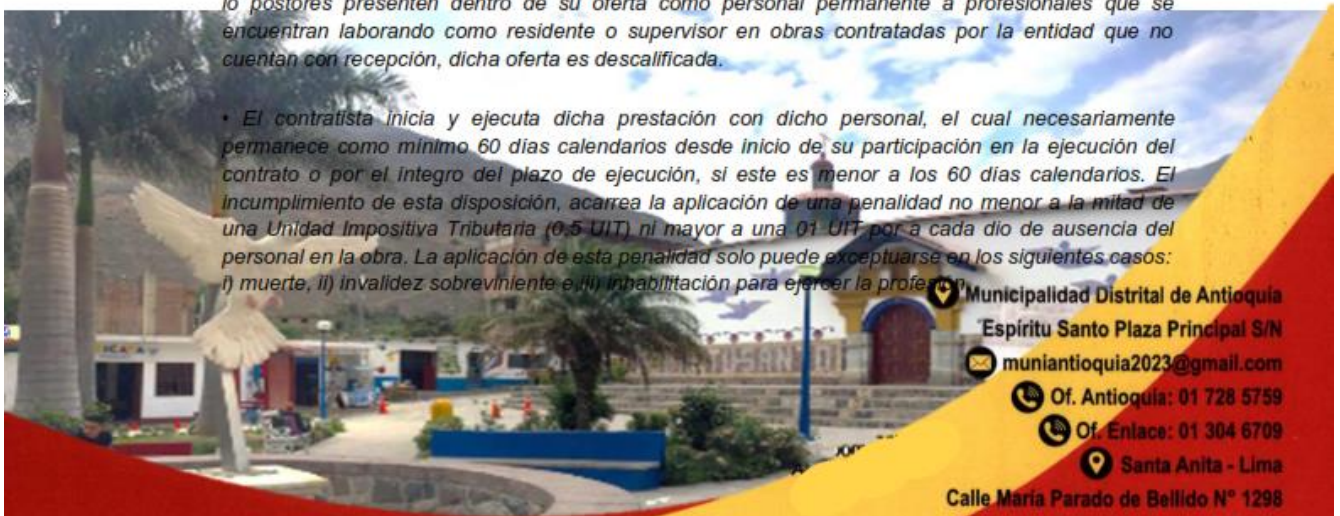 lo postores presenten dentro de su oferta como personal permanente a profesionales que se
encuentran laborando como residente o supervisor en obras contratadas por la entidad que no
cuentan con recepción, dicha oferta es descalificada.
• El contratista inicia y ejecuta dicha prestación con dicho personal, el cual necesariamente
permanece como mínimo 60 días calendarios desde inicio de su participación en la ejecución del
contrato o por el integro del plazo de ejecución, si este es menor a los 60 días calendarios. El
incumplimiento de esta disposición, acarrea la aplicación de una penalidad no menor a la mitad de
una Unidad Impositiva Tributaria (0,5 UIT) ni mayor a una 01 UIT por a cada dio de ausencia del
personal en la obra. La aplicación de esta penalidad solo puede exceptuarse en los siguientes casos:
i) muerte, ii) invalidez sobreviniente e iii) inhabilitación para ejercer la profesión
Municipalidad Distrital de Antioquía
Espíritu Santo Plaza Principal S/N
muniantioquia2023@gmail.com
Of. Antioquía: 01 728 5759
Of. Enlace: 01 304 6709
Santa Anita - Lima
Calle María Parado de Bellido Nº 1298